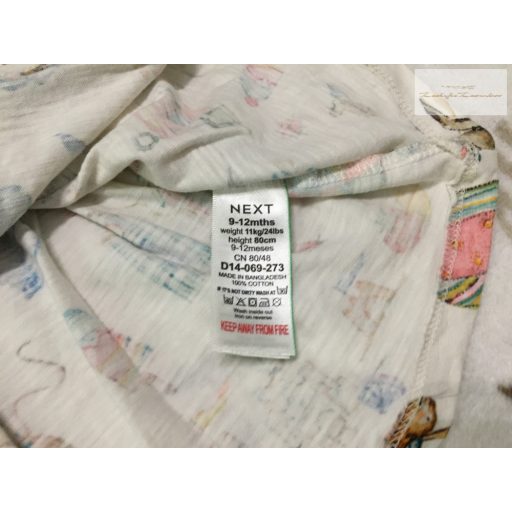 NEXT
9-12mths
weight 11kg/24lbs
height 80cm
9-12meses
CN 80/48
D14-069-273
MADE IN BANGLADESH
100% COTTON
IF IT'S NOT DIRTY WASH AT
Wash inside out
Iron on reverse
KEEP AWAY FROM FIRE